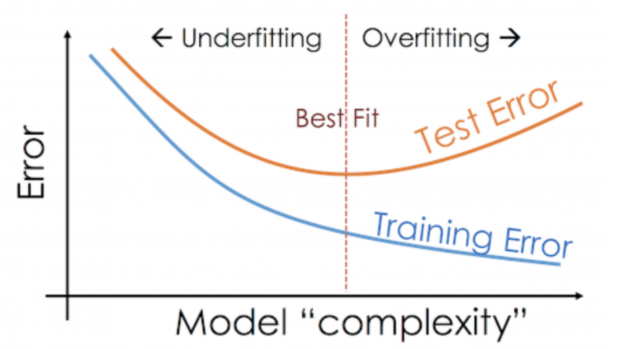 ← Underfitting
Overfitting →
Best Fit
Test Error
Training Error
Error
Model “complexity”